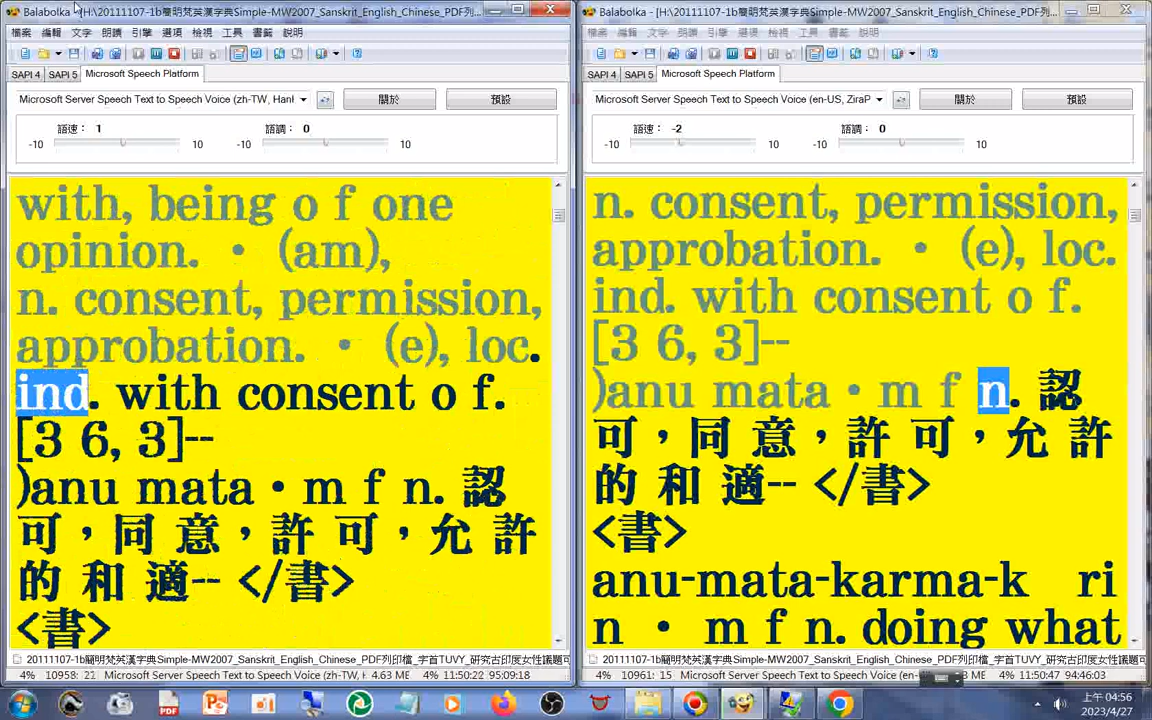 Balabolka - [H:\20111107-1b簡明梵英漢字典Simple-MW2007_Sanskrit_English_Chinese_PDF列...
檔案 編輯 文字 朗讀 引擎 選項 檢視 工具 書籤 說明
SAPI 4 SAPI 5 Microsoft Speech Platform
Microsoft Server Speech Text to Speech Voice (zh-TW, HanH 關於 預設
語速： 1 語調： 0
-10 10 -10 10
with, being o f one
opinion. • (am),
n. consent, permission,
approbation. • (e), loc.
ind. with consent o f.
[3 6, 3]--
)anu mata • m f n. 認
可，同 意，許 可，允 許
的 和 適-- </書>
<書>
20111107-1b簡明梵英漢字典Simple-MW2007_Sanskrit_English_Chinese_PDF列印檔_字首TUVY_研究古印度女性議題可
4% 10958: 22 Microsoft Server Speech Text to Speech Voice (zh-TW, H 4.63 ME 4% 11:50:22 95:09:18
Balabolka - [H:\20111107-1b簡明梵英漢字典Simple-MW2007_Sanskrit_English_Chinese_PDF列印...
檔案 編輯 文字 朗讀 引擎 選項 檢視 工具 書籤 說明
SAPI 4 SAPI 5 Microsoft Speech Platform
Microsoft Server Speech Text to Speech Voice (en-US, ZiraP 關於 預設
語速： -2 語調： 0
-10 10 -10 10
n. consent, permission,
approbation. • (e), loc.
ind. with consent o f.
[3 6, 3]--
)anu mata • m f n. 認
可，同 意，許 可，允 許
的 和 適-- </書>
<書>
anu-mata-karma-k ri
n • m f n. doing what
20111107-1b簡明梵英漢字典Simple-MW2007_Sanskrit_English_Chinese_PDF列印檔_字首TUVY_研究古印度女性議題可
4% 10961: 15 Microsoft Server Speech Text to Speech Voice (en-US, 3 ME 4% 11:50:47 94:46:03
PDF
上午 04:56
2023/4/27